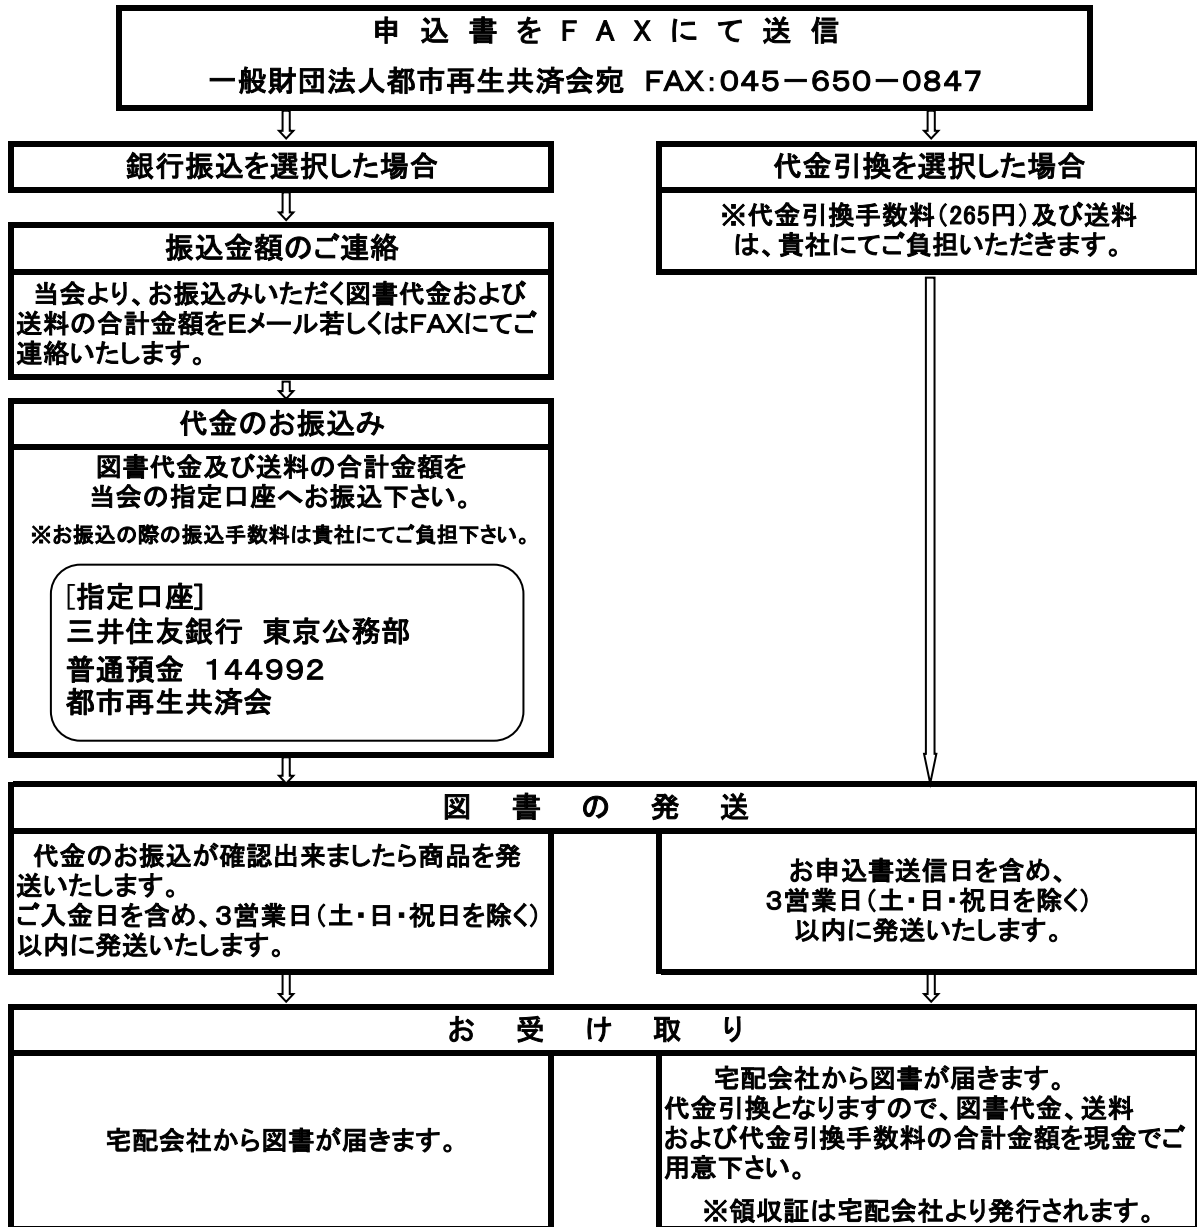 申込書をFAXにて送信
一般財団法人都市再生共済会宛 FAX:045－650－0847
銀行振込を選択した場合
振込金額のご連絡
当会より、お振込みいただく図書代金および
送料の合計金額をEメール若しくはFAXにてご
連絡いたします。
代金のお振込み
図書代金及び送料の合計金額を
当会の指定口座へお振込下さい。
※お振込の際の振込手数料は貴社にてご負担下さい。
[指定口座]
三井住友銀行 東京公務部
普通預金 144992
都市再生共済会
代金引換を選択した場合
※代金引換手数料(265円)及び送料
は、貴社にてご負担いただきます。
図書の発送
代金のお振込が確認出来ましたら商品を発
送いたします。
ご入金日を含め、3営業日(土・日・祝日を除く)
以内に発送いたします。
お申込書送信日を含め、
3営業日(土・日・祝日を除く)
以内に発送いたします。
お受け取り
宅配会社から図書が届きます。
宅配会社から図書が届きます。
代金引換となりますので、図書代金、送料
および代金引換手数料の合計金額を現金でご
用意下さい。
※領収証は宅配会社より発行されます。